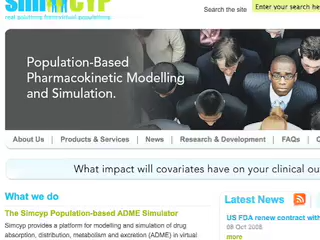 simCYP
real solutions from virtual populations
Search the site
Enter your search here
Population-Based
Pharmacokinetic Modelling
and Simulation.
About Us
Products & Services
News
Research & Development
FAQs
What impact will covariates have on your clinical ou
What we do
Latest News
The Simcyp Population-based ADME Simulator
Simcyp provides a platform for modelling and simulation of drug
absorption, distribution, metabolism and excretion (ADME) in virtual
US FDA renew contract with
08 Oct 2008
more